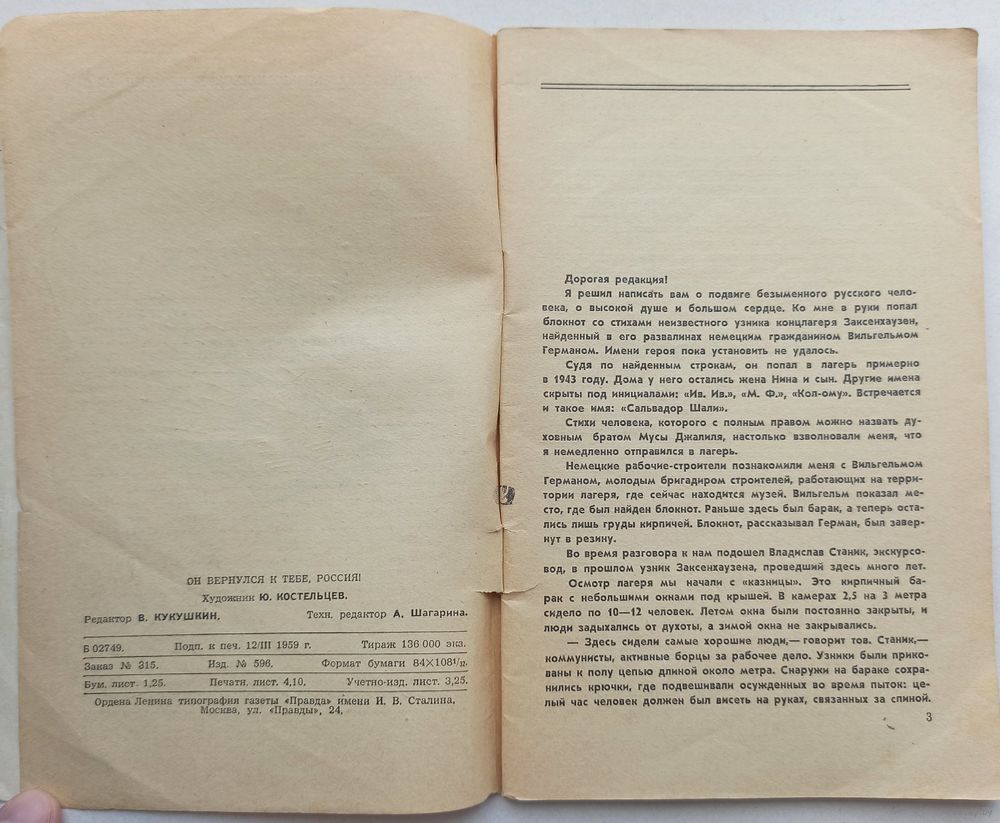 ОН ВЕРНУЛСЯ К ТЕБЕ, РОССИЯ!
Художник Ю. КОСТЕЛЬЦЕВ.
Редактор В. КУКУШКИН. Техн. редактор А. Шагарина.
Б 02749. Подп. к печ. 12/III 1959 г. Тираж 136 000 экз.
Заказ № 315. Изд. № 596. Формат бумаги 84×108 1/32.
Бум. лист. 1,25. Печатн. лист. 4,10. Учетно-изд. лист. 3,25.
Ордена Ленина типография газеты «Правда» имени И. В. Сталина,
Москва, ул. «Правды», 24.
Дорогая редакция!
Я решил написать вам о подвиге безыменного русского чело-
века, о высокой душе и большом сердце. Ко мне в руки попал
блокнот со стихами неизвестного узника концлагеря Заксенхаузен,
найденный в его развалинах немецким гражданином Вильгельмом
Германом. Имени героя пока установить не удалось.
Судя по найденным строкам, он попал в лагерь примерно
в 1943 году. Дома у него остались жена Нина и сын. Другие имена
скрыты под инициалами: «Ив. Ив.», «М. Ф.», «Кол-ому». Встречается
и такое имя: «Сальвадор Шали».
Стихи человека, которого с полным правом можно назвать ду-
ховным братом Мусы Джалиля, настолько взволновали меня, что
я немедленно отправился в лагерь.
Немецкие рабочие-строители познакомили меня с Вильгельмом
Германом, молодым бригадиром строителей, работающих на терри-
тории лагеря, где сейчас находится музей. Вильгельм показал ме-
сто, где был найден блокнот. Раньше здесь был барак, а теперь оста-
лись лишь груды кирпичей. Блокнот, рассказывал Герман, был завер-
нут в резину.
Во время разговора к нам подошел Владислав Станик, экскурсо-
вод, в прошлом узник Заксенхаузена, проведший здесь много лет.
Осмотр лагеря мы начали с «казницы». Это кирпичный ба-
рак с небольшими окнами под крышей. В камерах 2,5 на 3 метра
сидело по 10—12 человек. Летом окна были постоянно закрыты, и
люди задыхались от духоты, а зимой окна не закрывались.
— Здесь сидели самые хорошие люди,— говорит тов. Станик,—
коммунисты, активные борцы за рабочее дело. Узники были прико-
ваны к полу цепью длиной около метра. Снаружи на бараке сохра-
нились крючки, где подвешивали осужденных во время пыток: це-
лый час человек должен был висеть на руках, связанных за спиной.
3